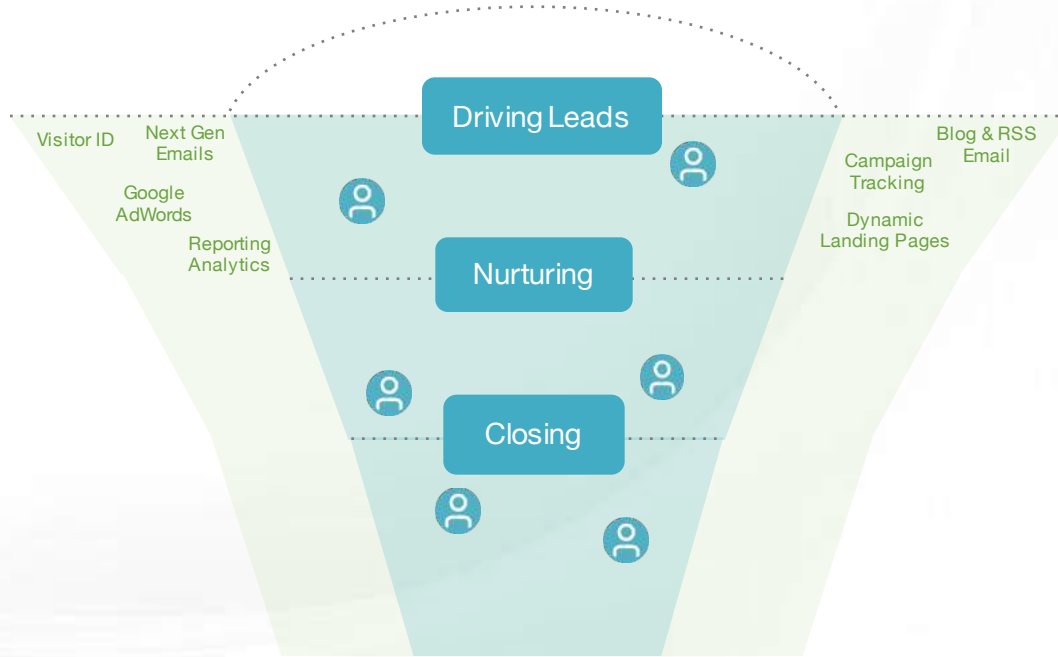 Driving Leads
Visitor ID
Next Gen
Emails
Google
AdWords
Reporting
Analytics
Blog & RSS
Email
Campaign
Tracking
Dynamic
Landing Pages
Nurturing
Closing